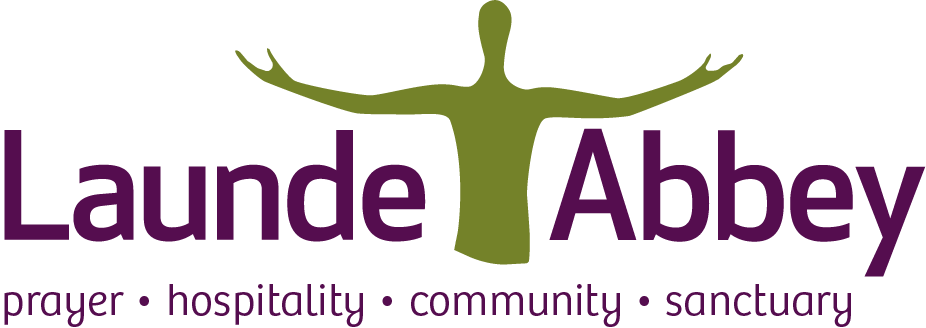 Launde Abbey
prayer • hospitality • community • sanctuary